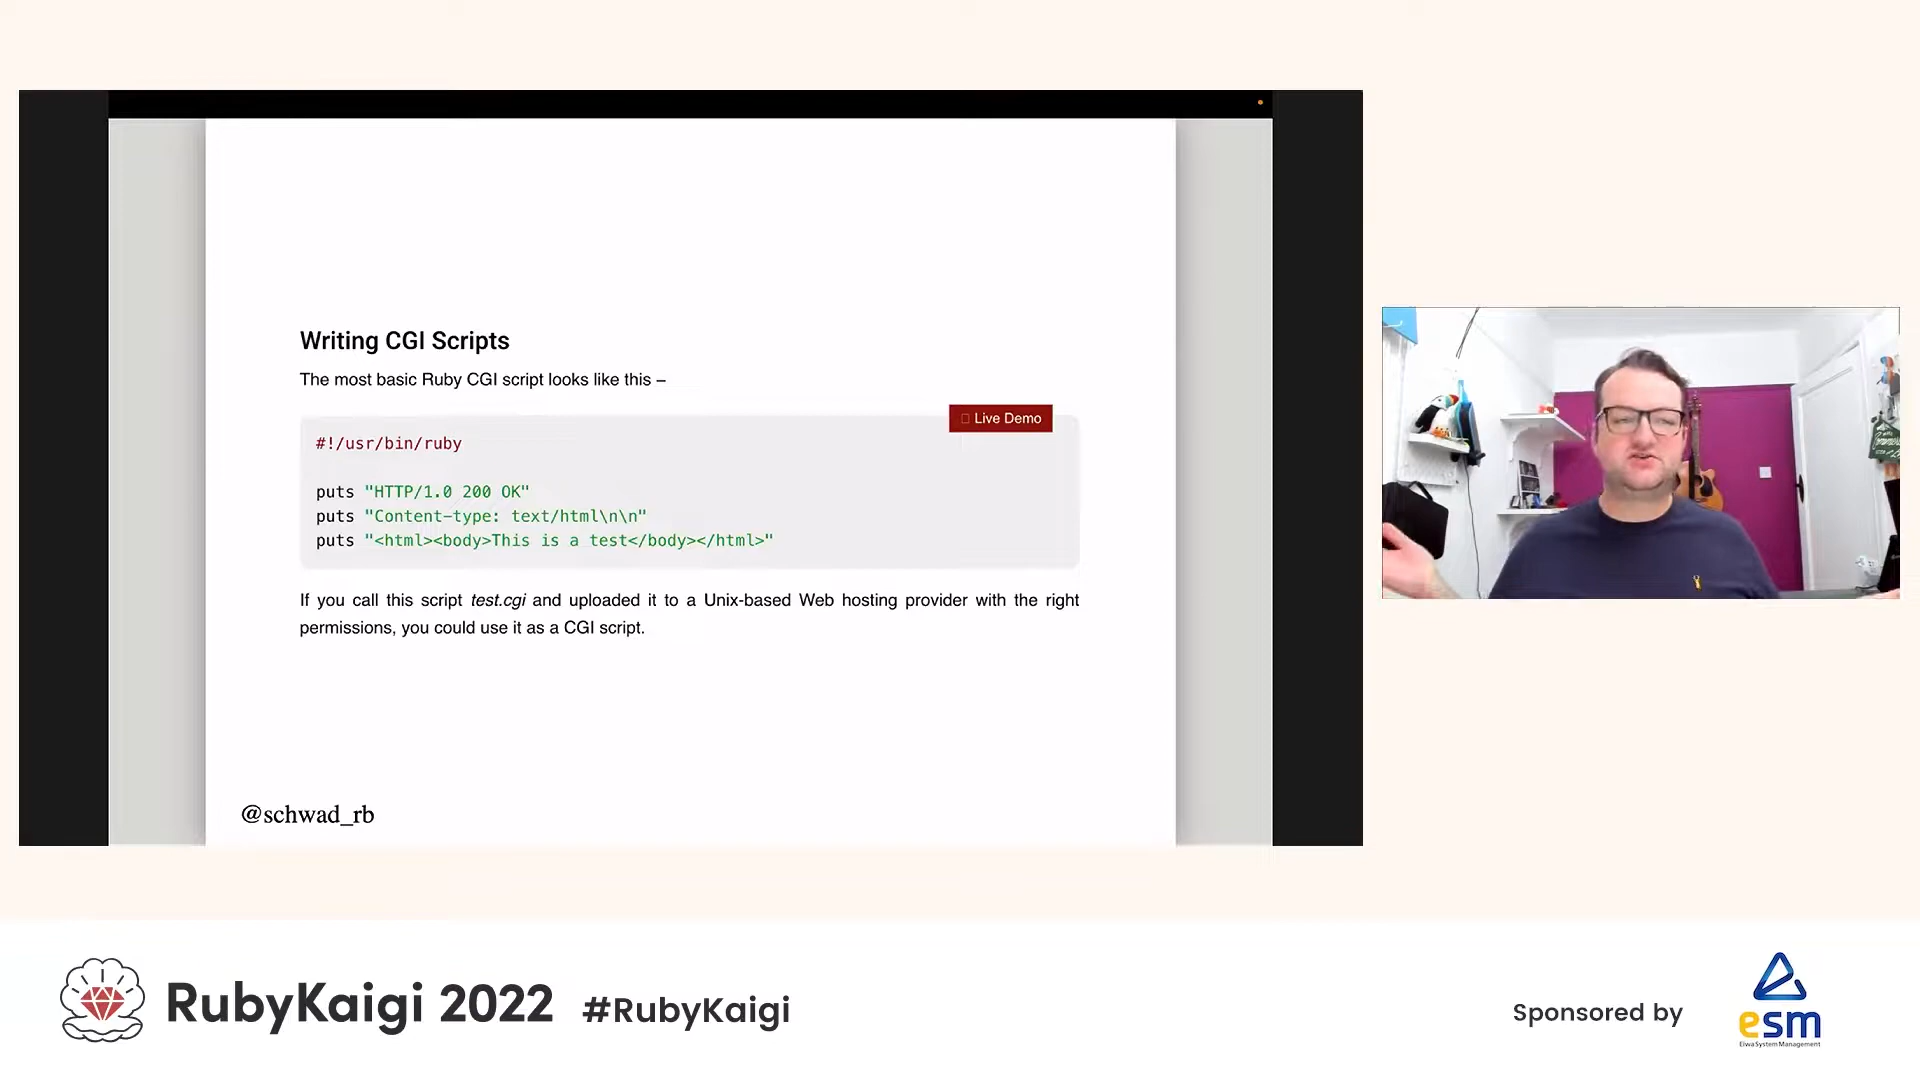 Writing CGI Scripts
The most basic Ruby CGI script looks like this –
Live Demo
#!/usr/bin/ruby
puts "HTTP/1.0 200 OK"
puts "Content-type: text/html\n\n"
puts "<html><body>This is a test</body></html>"
If you call this script test.cgi and uploaded it to a Unix-based Web hosting provider with the right
permissions, you could use it as a CGI script.
@schwad_rb
RubyKaigi 2022 #RubyKaigi
Sponsored by
esm
Eiwa System Management